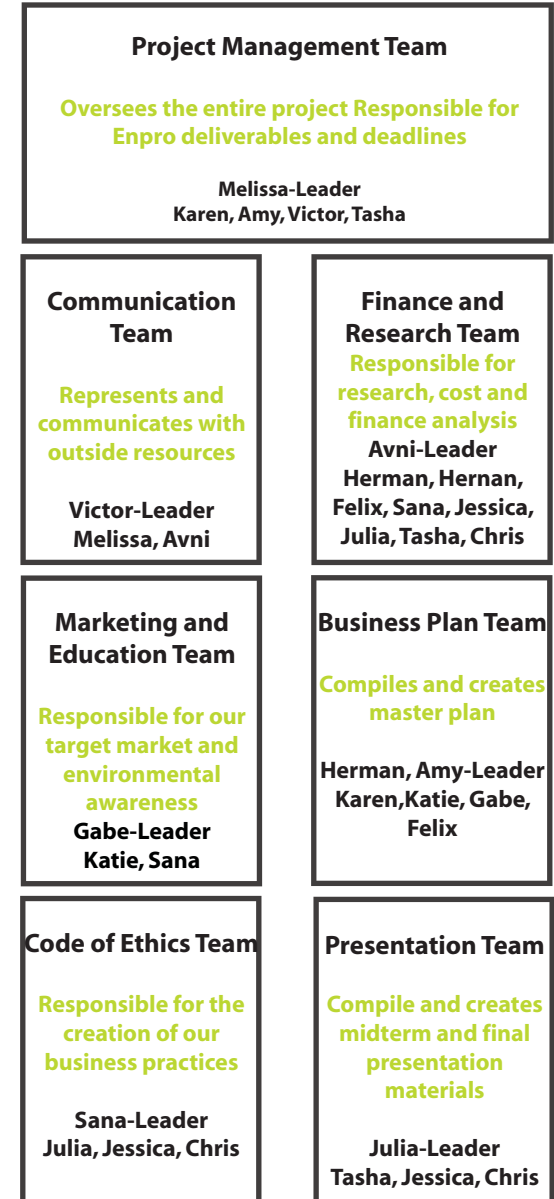 Project Management Team
Oversees the entire project Responsible for
Enpro deliverables and deadlines
Melissa-Leader
Karen, Amy, Victor, Tasha
Communication
Team
Represents and
communicates with
outside resources
Victor-Leader
Melissa, Avni
Finance and
Research Team
Responsible for
research, cost and
finance analysis
Avni-Leader
Herman, Hernan,
Felix, Sana, Jessica,
Julia, Tasha, Chris
Marketing and
Education Team
Responsible for our
target market and
environmental
awareness
Gabe-Leader
Katie, Sana
Business Plan Team
Compiles and creates
master plan
Herman, Amy-Leader
Karen,Katie, Gabe,
Felix
Code of Ethics Team
Responsible for the
creation of our
business practices
Sana-Leader
Julia, Jessica, Chris
Presentation Team
Compile and creates
midterm and final
presentation
materials
Julia-Leader
Tasha, Jessica, Chris